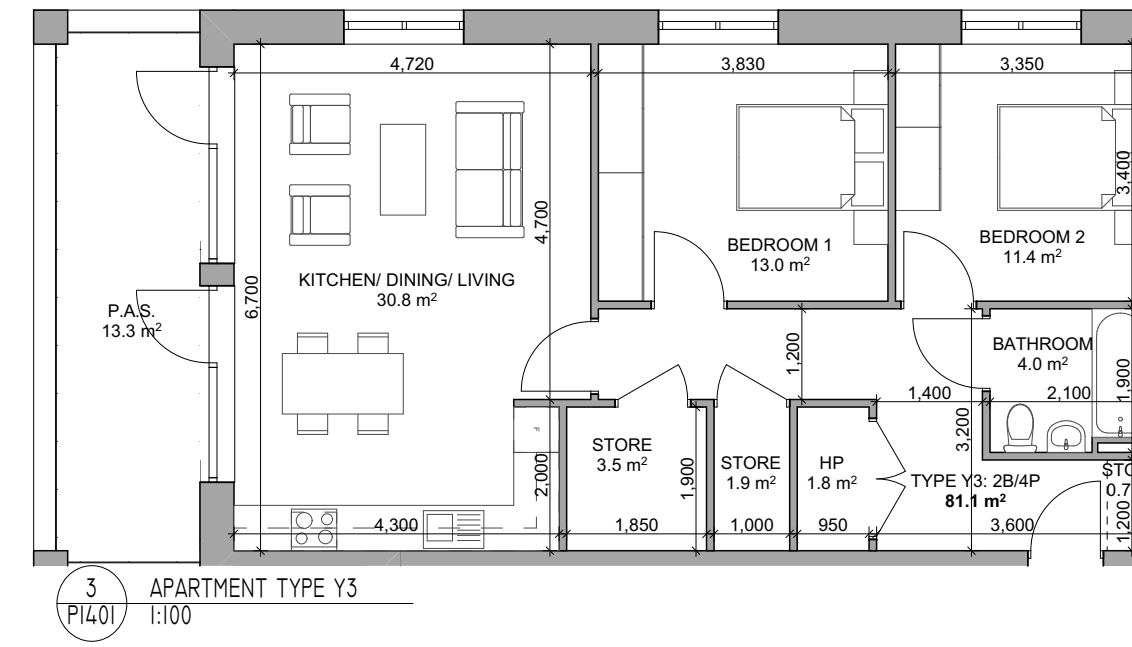 4,720
3,830
3,350
3,400
4,700
BEDROOM 1
13.0 m²
BEDROOM 2
11.4 m²
KITCHEN/ DINING/ LIVING
30.8 m²
6,700
P.A.S.
13.3 m²
1,200
BATHROOM
4.0 m²
1,900
1,400
2,100
3,200
STORE
3.5 m²
1,900
STORE
1.9 m²
HP
1.8 m²
TYPE Y3: 2B/4P
81.1 m²
STO
0.7
1,200
2,000
F
4,300
1,850
1,000
950
3,600
3
P1401
APARTMENT TYPE Y3
1:100